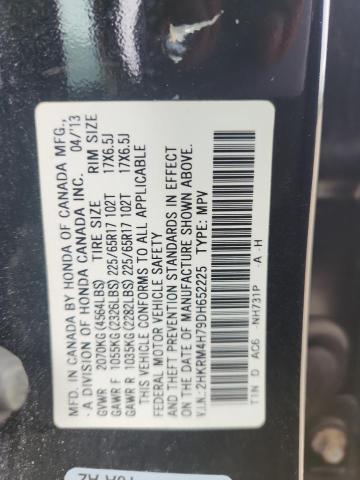 MFD. IN CANADA BY HONDA OF CANADA MFG.,
- A DIVISION OF HONDA CANADA INC. 04/'13
GVWR 2070KG (4564LBS) TIRE SIZE RIM SIZE
GAWR F 1055KG (2326LBS) 225/65R17 102T 17X6.5J
GAWR R 1035KG (2282LBS) 225/65R17 102T 17X6.5J
THIS VEHICLE CONFORMS TO ALL APPLICABLE
FEDERAL MOTOR VEHICLE SAFETY
AND THEFT PREVENTION STANDARDS IN EFFECT
ON THE DATE OF MANUFACTURE SHOWN ABOVE.
V.I.N.: 2HKRM4H79DH652225 TYPE: MPV
TIN D AC6 -NH731P -A -H